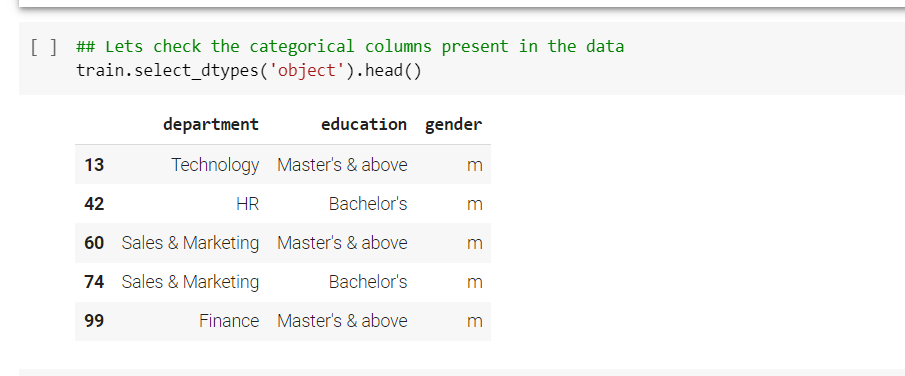 [ ] ## Lets check the categorical columns present in the data
train.select_dtypes('object').head()
department education gender
13 Technology Master's & above m
42 HR Bachelor's m
60 Sales & Marketing Master's & above m
74 Sales & Marketing Bachelor's m
99 Finance Master's & above m